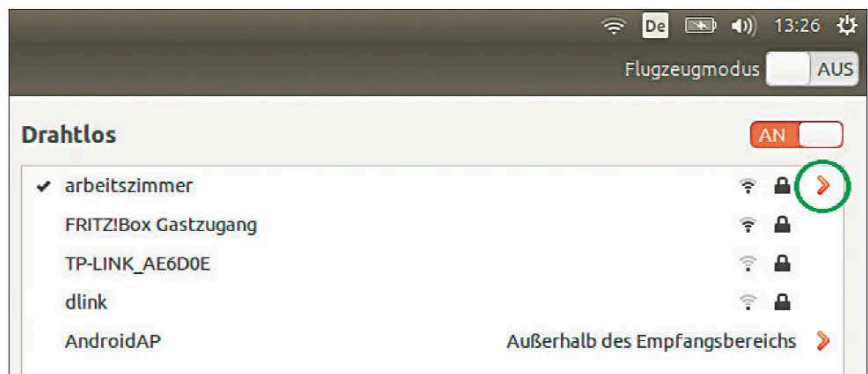 De 13:26
Flugzeugmodus AUS
Drahtlos AN
arbeitszimmer
FRITZ!Box Gastzugang
TP-LINK_AE6D0E
dlink
AndroidAP Außerhalb des Empfangsbereichs